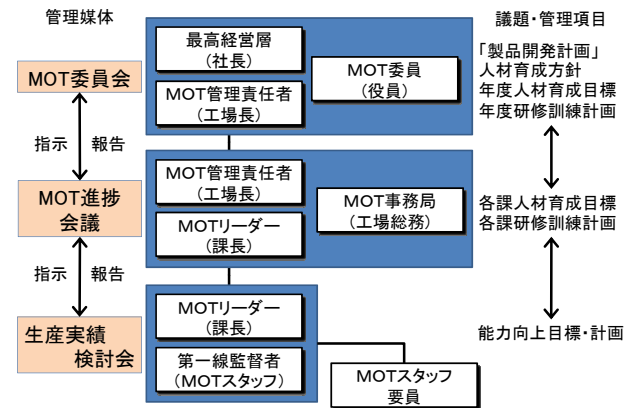 管理媒体
議題・管理項目
MOT委員会
最高経営層
(社長)
MOT管理責任者
(工場長)
MOT委員
(役員)
「製品開発計画」
人材育成方針
年度人材育成目標
年度研修訓練計画
指示 報告
MOT進捗
会議
MOT管理責任者
(工場長)
MOTリーダー
(課長)
MOT事務局
(工場総務)
各課人材育成目標
各課研修訓練計画
指示 報告
生産実績
検討会
MOTリーダー
(課長)
第一線監督者
(MOTスタッフ)
MOTスタッフ
要員
能力向上目標・計画